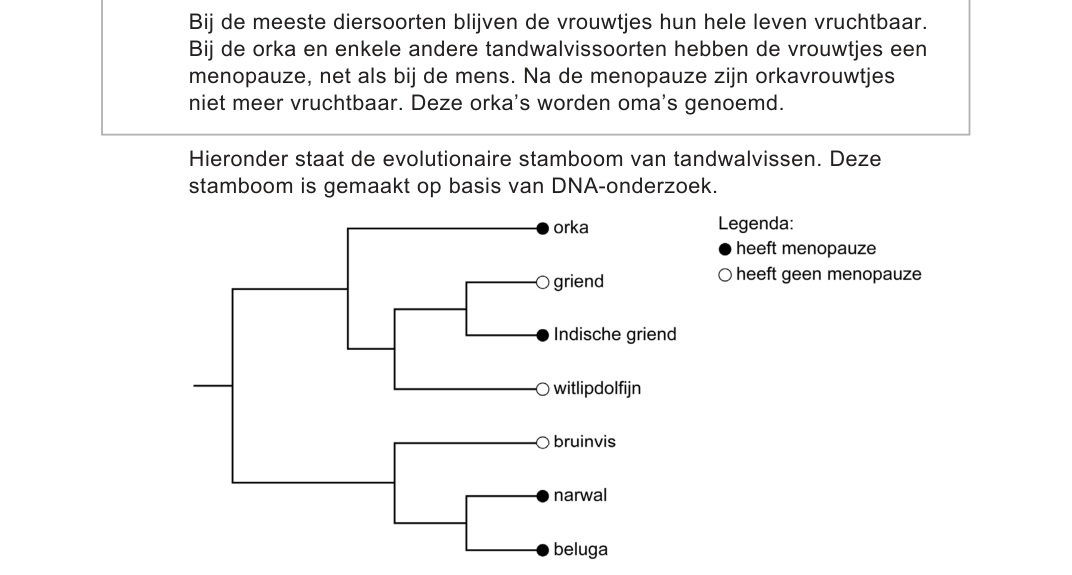 Bij de meeste diersoorten blijven de vrouwtjes hun hele leven vruchtbaar.
Bij de orka en enkele andere tandwalvissoorten hebben de vrouwtjes een
menopauze, net als bij de mens. Na de menopauze zijn orkavrouwtjes
niet meer vruchtbaar. Deze orka’s worden oma’s genoemd.
Hieronder staat de evolutionaire stamboom van tandwalvissen. Deze
stamboom is gemaakt op basis van DNA-onderzoek.
orka
griend
Indische griend
witlipdolfijn
bruinvis
narwal
beluga
Legenda:
heeft menopauze
heeft geen menopauze